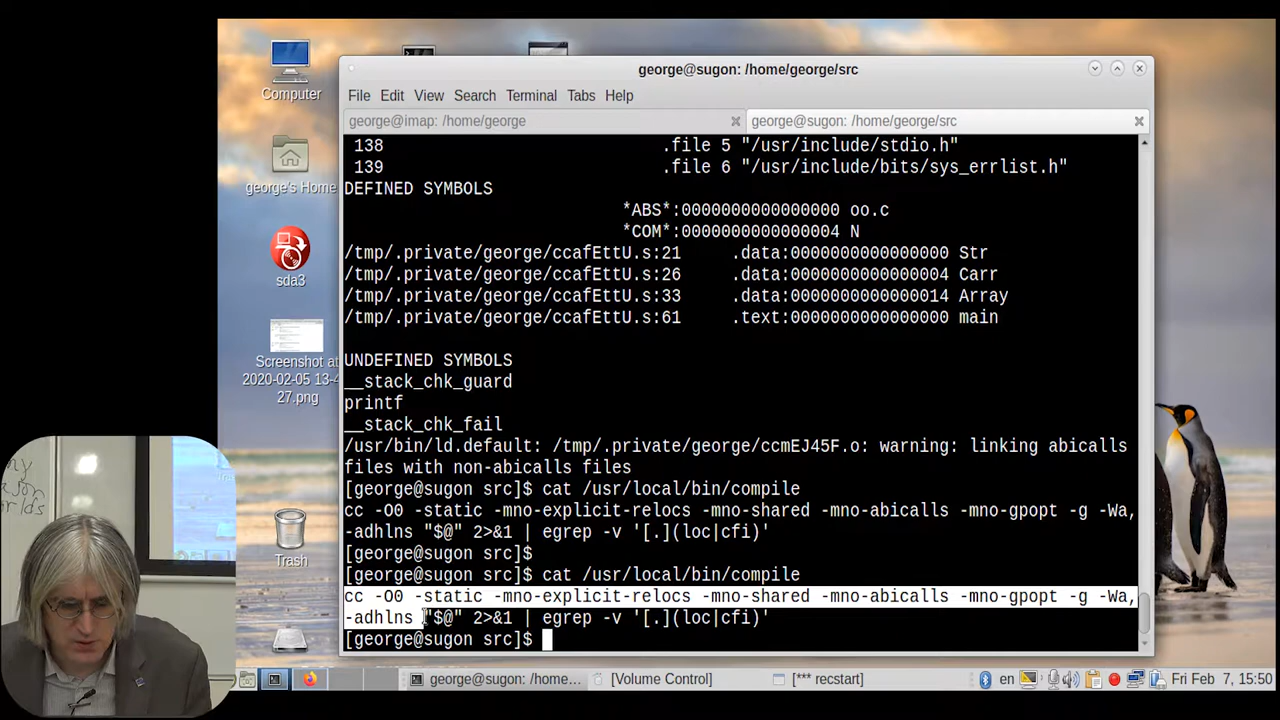 george@sugon: /home/george/src
File Edit View Search Terminal Tabs Help
george@imap: /home/george
george@sugon: /home/george/src
138 .file 5 "/usr/include/stdio.h"
139 .file 6 "/usr/include/bits/sys_errlist.h"
DEFINED SYMBOLS
*ABS*:0000000000000000 oo.c
*COM*:0000000000000004 N
/tmp/.private/george/ccafEttU.s:21 .data:0000000000000000 Str
/tmp/.private/george/ccafEttU.s:26 .data:0000000000000004 Carr
/tmp/.private/george/ccafEttU.s:33 .data:0000000000000014 Array
/tmp/.private/george/ccafEttU.s:61 .text:0000000000000000 main
UNDEFINED SYMBOLS
__stack_chk_guard
printf
__stack_chk_fail
/usr/bin/ld.default: /tmp/.private/george/ccmEJ45F.o: warning: linking abicalls
files with non-abicalls files
[george@sugon src]$ cat /usr/local/bin/compile
cc -O0 -static -mno-explicit-relocs -mno-shared -mno-abicalls -mno-gpopt -g -Wa,
-adhlns "$@" 2>&1 | egrep -v '[.](loc|cfi)'
[george@sugon src]$
[george@sugon src]$ cat /usr/local/bin/compile
cc -O0 -static -mno-explicit-relocs -mno-shared -mno-abicalls -mno-gpopt -g -Wa,
-adhlns "$@" 2>&1 | egrep -v '[.](loc|cfi)'
[george@sugon src]$
Computer
george's Home
sda3
Screenshot at
2020-02-05 13-4
27.png
Trash
george@sugon: /home...
[Volume Control]
[*** recstart]
en
Fri Feb 7, 15:50